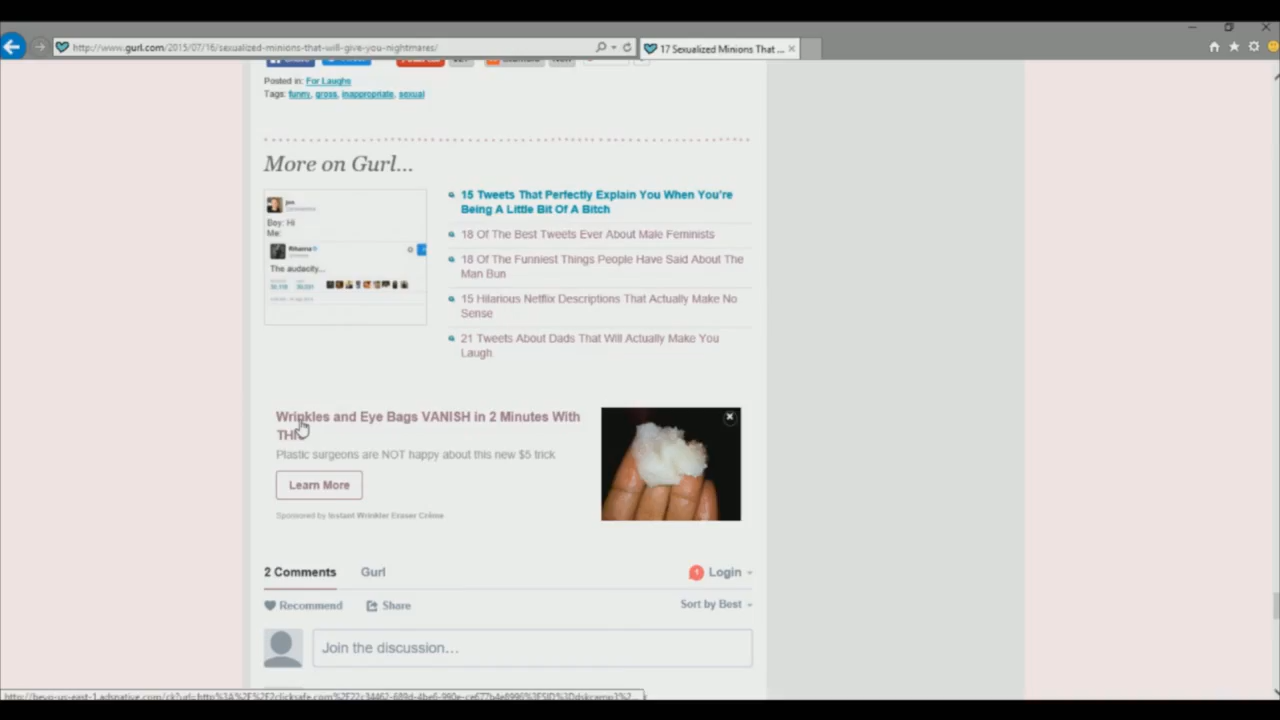 http://www.gurl.com/2015/07/16/sexualized-minions-that-will-give-you-nightmares/
17 Sexualized Minions That ...
Posted in: For Laughs
Tags: funny, gross, inappropriate, sexual
More on Gurl...
jen
Boy: Hi
Me:
Rihanna
The audacity...
15 Tweets That Perfectly Explain You When You're
Being A Little Bit Of A Bitch
18 Of The Best Tweets Ever About Male Feminists
18 Of The Funniest Things People Have Said About The
Man Bun
15 Hilarious Netflix Descriptions That Actually Make No
Sense
21 Tweets About Dads That Will Actually Make You
Laugh
Wrinkles and Eye Bags VANISH in 2 Minutes With
Plastic surgeons are NOT happy about this new $5 trick
Learn More
Sponsored by Instant Wrinkle Eraser Crème
2 Comments
Gurl
1
Login
Recommend
Share
Sort by Best
Join the discussion...